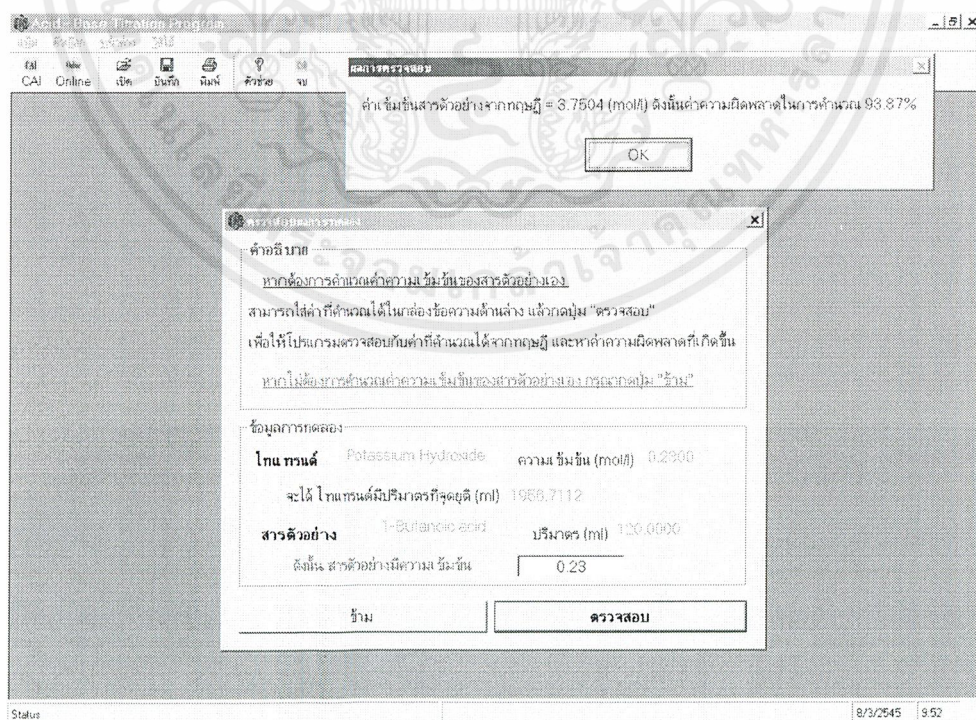 Acid - Base Titration Program
CAI Online เปิด บันทึก พิมพ์ ตัวช่วย จบ
ผลการตรวจสอบ
ค่าเข้มข้นสารตัวอย่างจากทฤษฎี = 3.7504 (mol/l) ดังนั้นค่าความผิดพลาดในการคำนวณ 93.87%
OK
ตรวจสอบผลการทดลอง
คำอธิบาย
หากต้องการคำนวณค่าความเข้มข้นของสารตัวอย่างเอง
สามารถใส่ค่าที่คำนวณได้ในกล่องข้อความด้านล่าง แล้วกดปุ่ม "ตรวจสอบ"
เพื่อให้โปรแกรมตรวจสอบกับค่าที่คำนวณได้จากทฤษฎี และหาค่าความผิดพลาดที่เกิดขึ้น
หากไม่ต้องการคำนวณค่าความเข้มข้นของสารตัวอย่างเอง กรุณากดปุ่ม "ข้าม"
ข้อมูลการทดลอง
ไทแทรนด์ Potassium Hydroxide ความเข้มข้น (mol/l) 0.2300
จะได้ ไทแทรนด์มีปริมาตรที่จุดยุติ (ml) 1956.7112
สารตัวอย่าง 1-Butanoic acid ปริมาตร (ml) 120.0000
ดังนั้น สารตัวอย่างมีความเข้มข้น 0.23
ข้าม ตรวจสอบ
Status 8/3/2545 9:52